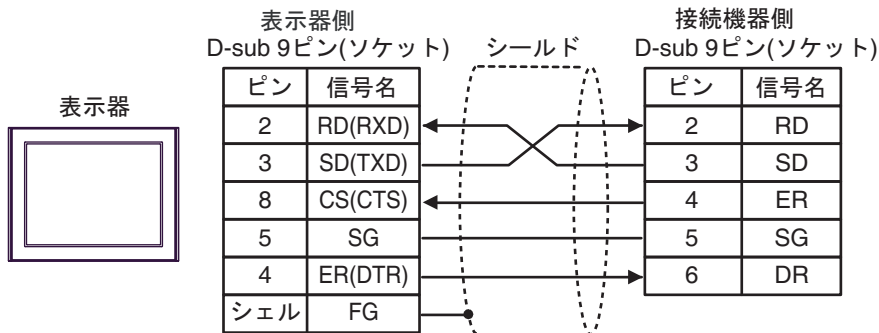 表示器側
D-sub 9ピン(ソケット)
シールド
接続機器側
D-sub 9ピン(ソケット)
表示器
ピン 信号名
2 RD(RXD)
3 SD(TXD)
8 CS(CTS)
5 SG
4 ER(DTR)
シェル FG
ピン 信号名
2 RD
3 SD
4 ER
5 SG
6 DR